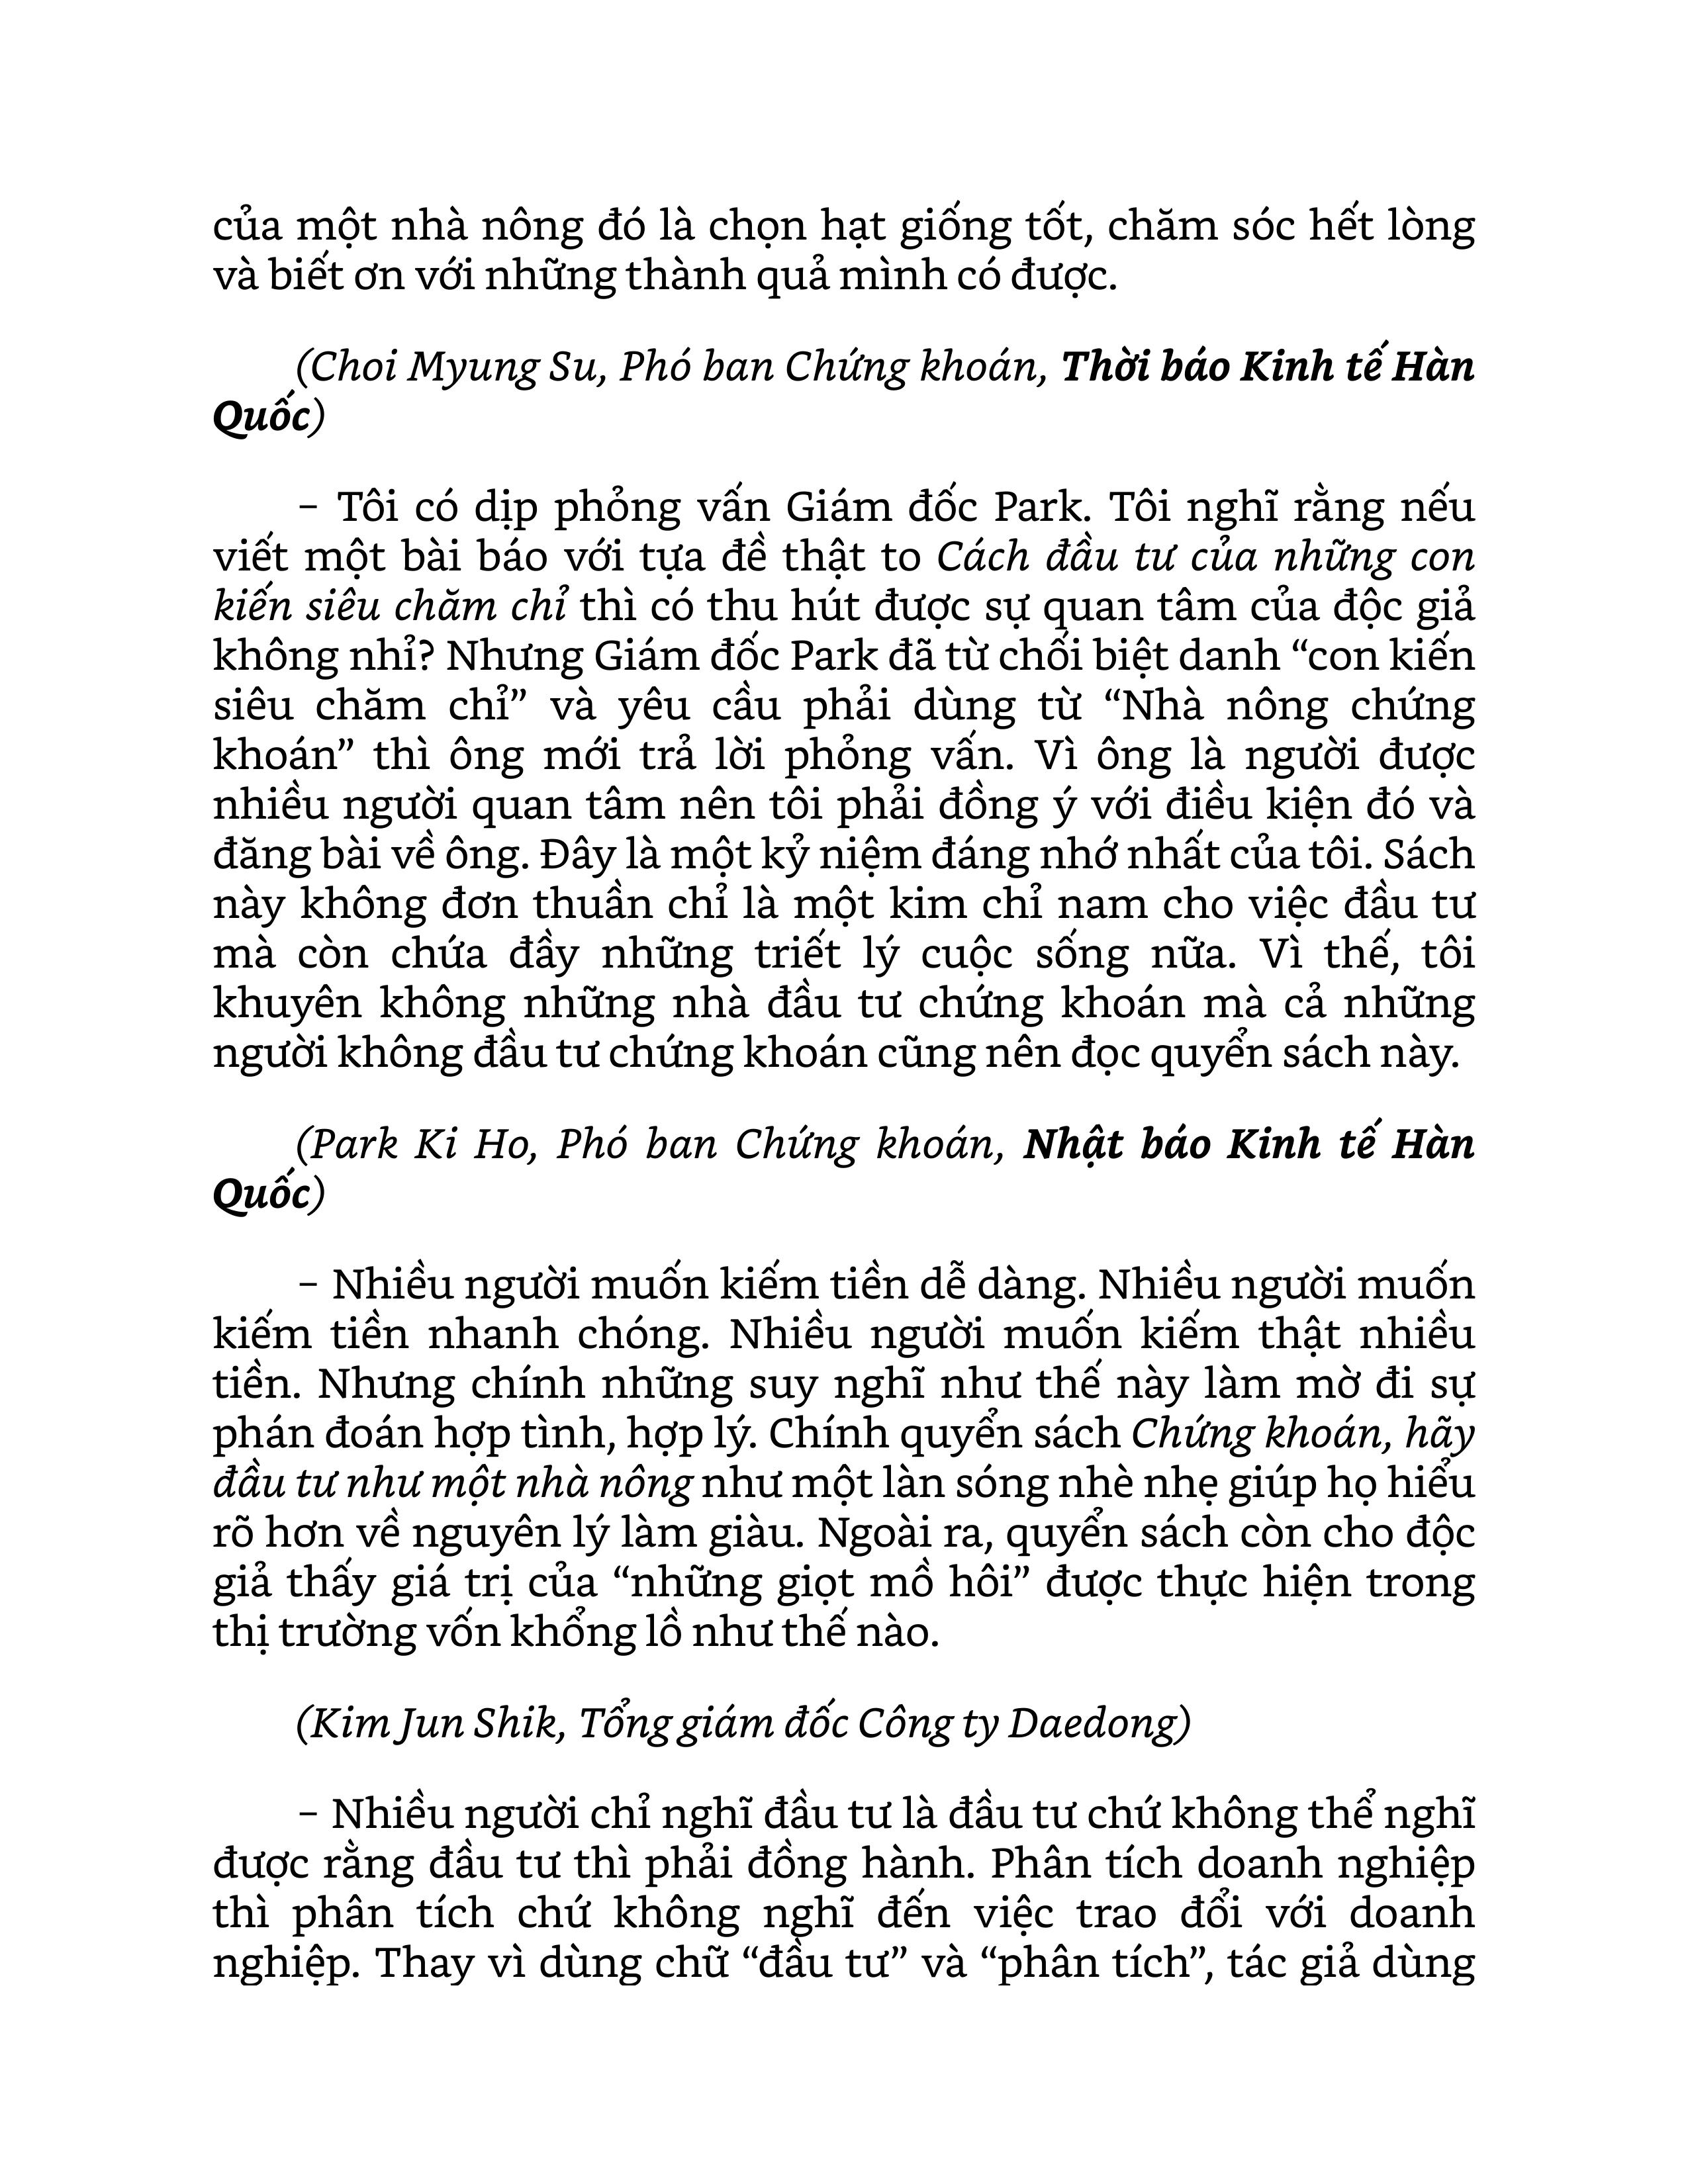 của một nhà nông đó là chọn hạt giống tốt, chăm sóc hết lòng
và biết ơn với những thành quả mình có được.
(Choi Myung Su, Phó ban Chứng khoán, Thời báo Kinh tế Hàn
Quốc)
– Tôi có dịp phỏng vấn Giám đốc Park. Tôi nghĩ rằng nếu
viết một bài báo với tựa đề thật to Cách đầu tư của những con
kiến siêu chăm chỉ thì có thu hút được sự quan tâm của độc giả
không nhỉ? Nhưng Giám đốc Park đã từ chối biệt danh “con kiến
siêu chăm chỉ” và yêu cầu phải dùng từ “Nhà nông chứng
khoán” thì ông mới trả lời phỏng vấn. Vì ông là người được
nhiều người quan tâm nên tôi phải đồng ý với điều kiện đó và
đăng bài về ông. Đây là một kỷ niệm đáng nhớ nhất của tôi. Sách
này không đơn thuần chỉ là một kim chỉ nam cho việc đầu tư
mà còn chứa đầy những triết lý cuộc sống nữa. Vì thế, tôi
khuyên không những nhà đầu tư chứng khoán mà cả những
người không đầu tư chứng khoán cũng nên đọc quyển sách này.
(Park Ki Ho, Phó ban Chứng khoán, Nhật báo Kinh tế Hàn
Quốc)
– Nhiều người muốn kiếm tiền dễ dàng. Nhiều người muốn
kiếm tiền nhanh chóng. Nhiều người muốn kiếm thật nhiều
tiền. Nhưng chính những suy nghĩ như thế này làm mờ đi sự
phán đoán hợp tình, hợp lý. Chính quyển sách Chứng khoán, hãy
đầu tư như một nhà nông như một làn sóng nhè nhẹ giúp họ hiểu
rõ hơn về nguyên lý làm giàu. Ngoài ra, quyển sách còn cho độc
giả thấy giá trị của “những giọt mồ hôi” được thực hiện trong
thị trường vốn khổng lồ như thế nào.
(Kim Jun Shik, Tổng giám đốc Công ty Daedong)
– Nhiều người chỉ nghĩ đầu tư là đầu tư chứ không thể nghĩ
được rằng đầu tư thì phải đồng hành. Phân tích doanh nghiệp
thì phân tích chứ không nghĩ đến việc trao đổi với doanh
nghiệp. Thay vì dùng chữ “đầu tư” và “phân tích”, tác giả dùng